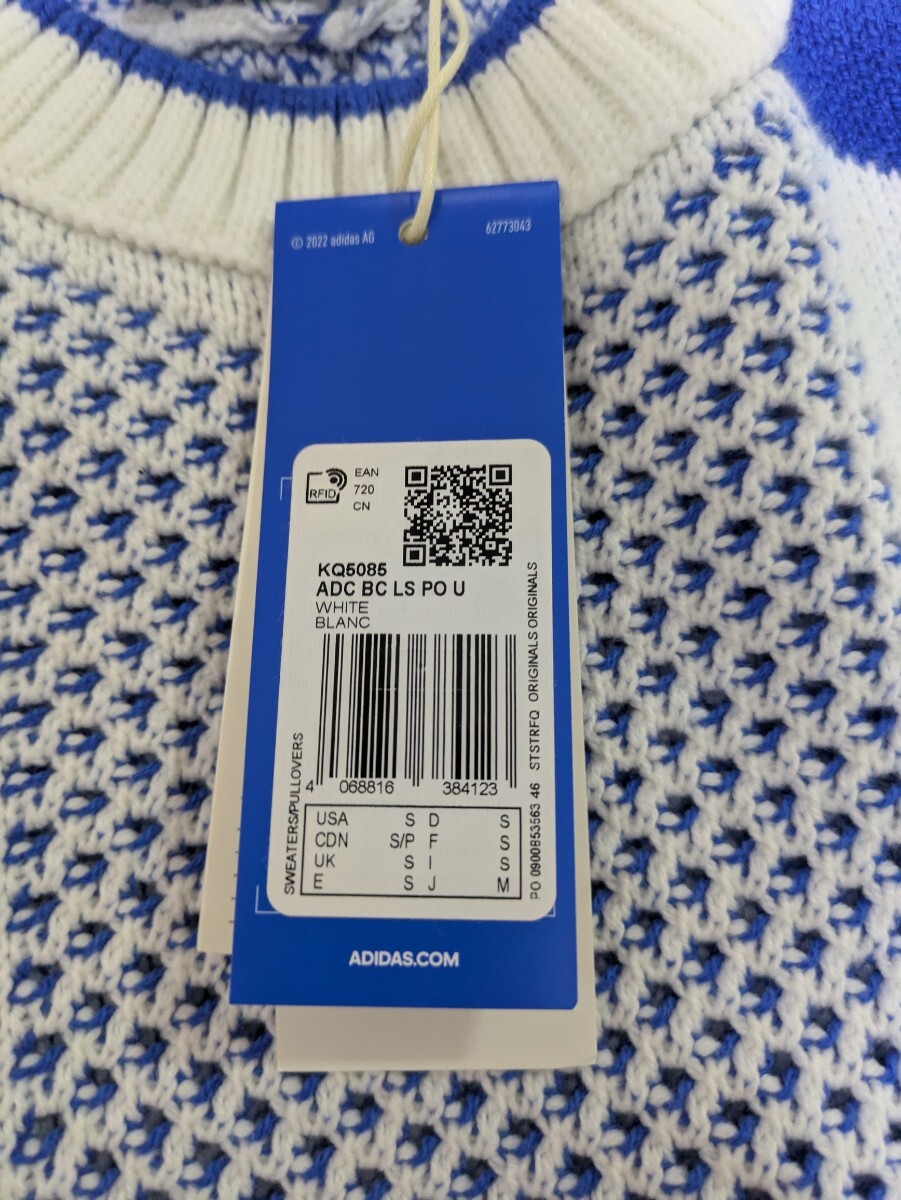 © 2022 adidas AG
62773043
RFID
EAN
720
CN
KQ5085
ADC BC LS PO U
WHITE
BLANC
4 068816 384123
SWEATERS/PULLOVERS
PO 0900853563 46 STSTRFQ ORIGINALS ORIGINALS ORIGINALS
USA S D S
CDN S/P F S
UK S I S
E S J M
ADIDAS.COM